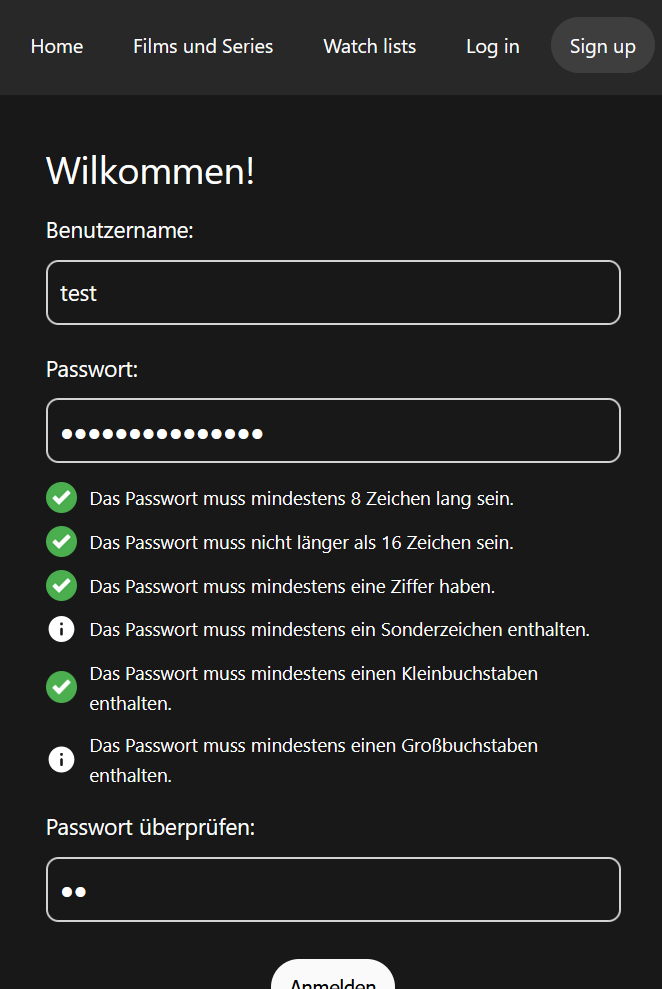 Home Films und Series Watch lists Log in Sign up
Wilkommen!
Benutzername:
test
Passwort:
●●●●●●●●●●●●●●●
Das Passwort muss mindestens 8 Zeichen lang sein.
Das Passwort muss nicht länger als 16 Zeichen sein.
Das Passwort muss mindestens eine Ziffer haben.
Das Passwort muss mindestens ein Sonderzeichen enthalten.
Das Passwort muss mindestens einen Kleinbuchstaben
enthalten.
Das Passwort muss mindestens einen Großbuchstaben
enthalten.
Passwort überprüfen:
●●
Anmelden